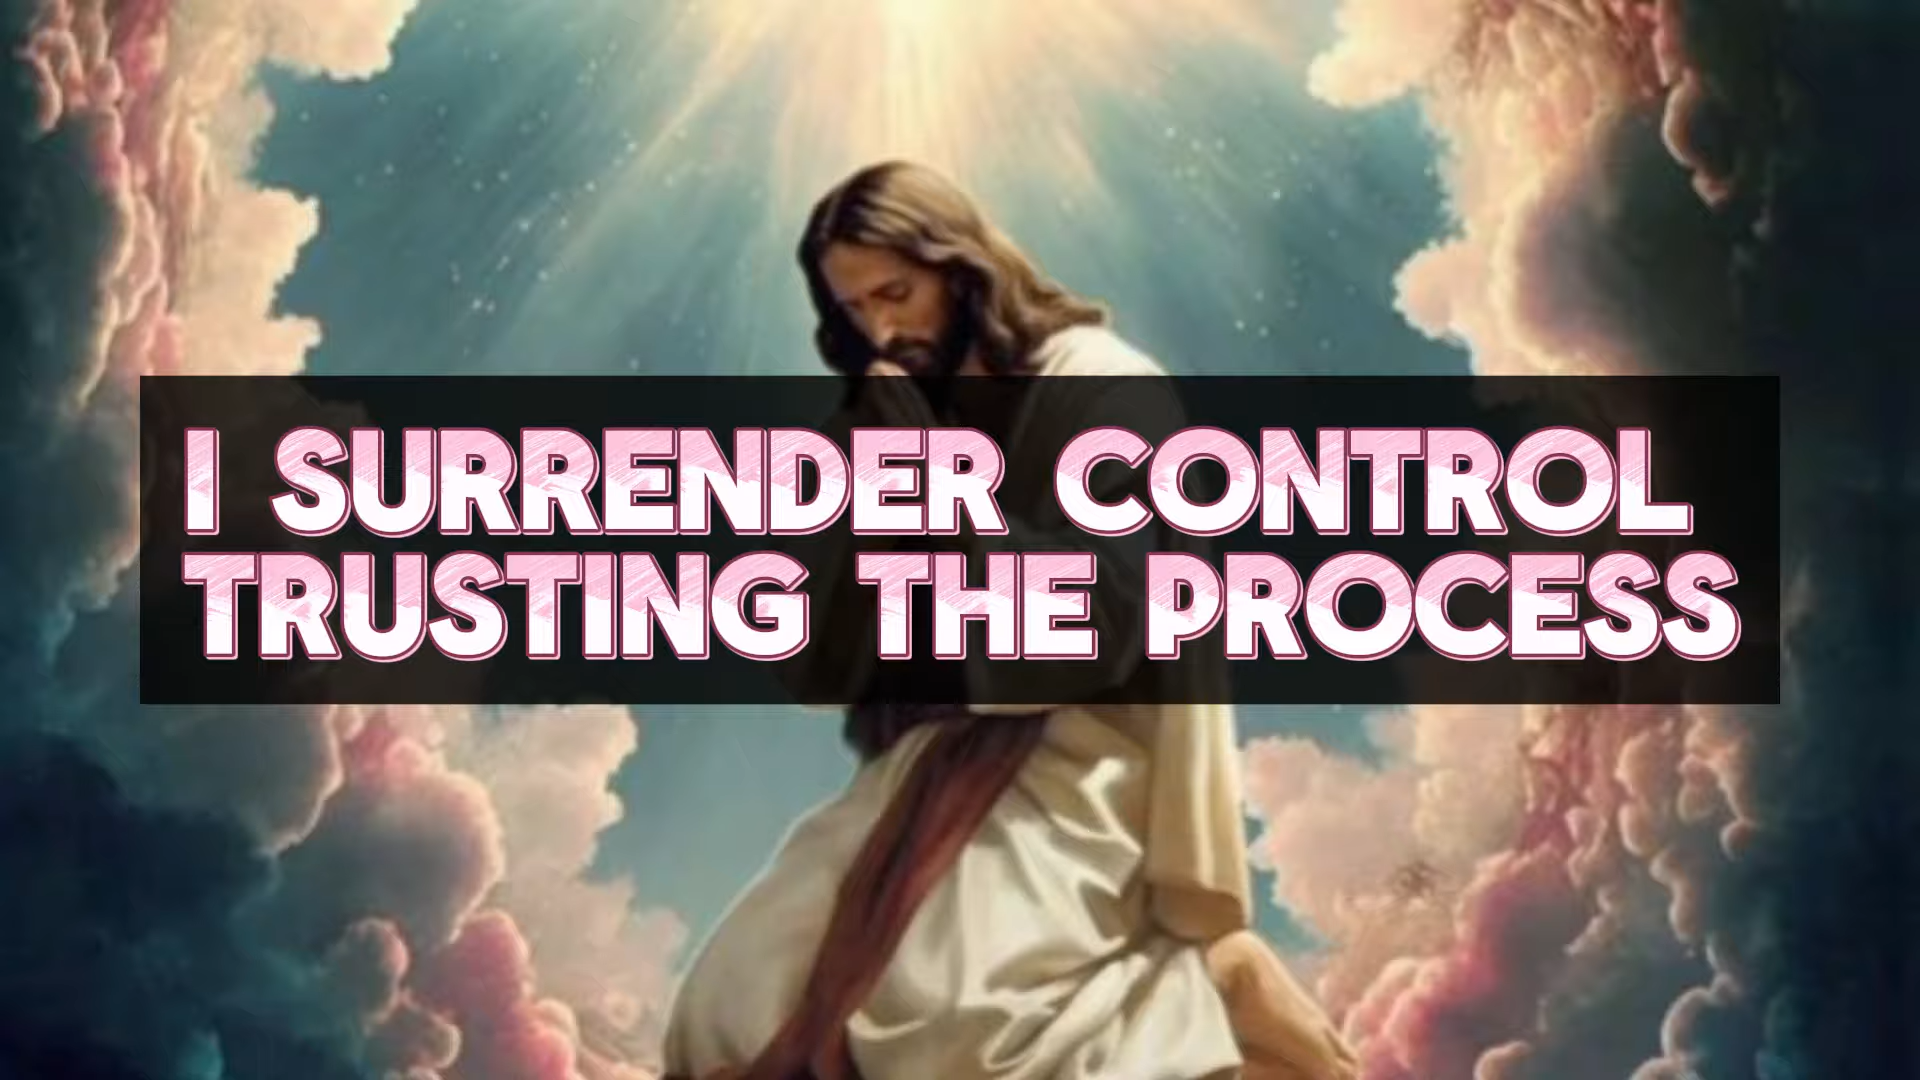 I SURRENDER CONTROL
TRUSTING THE PROCESS